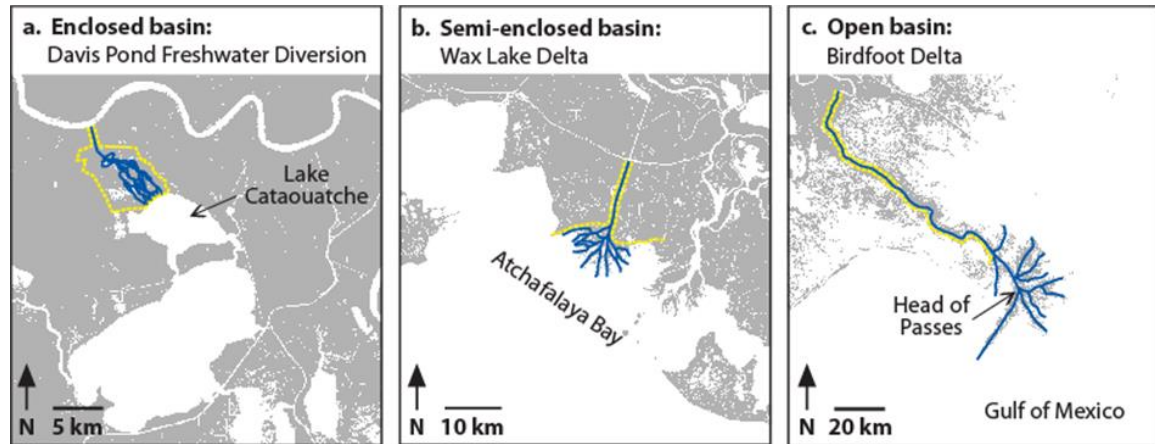 a. Enclosed basin:
Davis Pond Freshwater Diversion
Lake
Cataouatche
N
5 km
b. Semi-enclosed basin:
Wax Lake Delta
Atchafalaya Bay
N
10 km
c. Open basin:
Birdfoot Delta
Head of
Passes
Gulf of Mexico
N
20 km